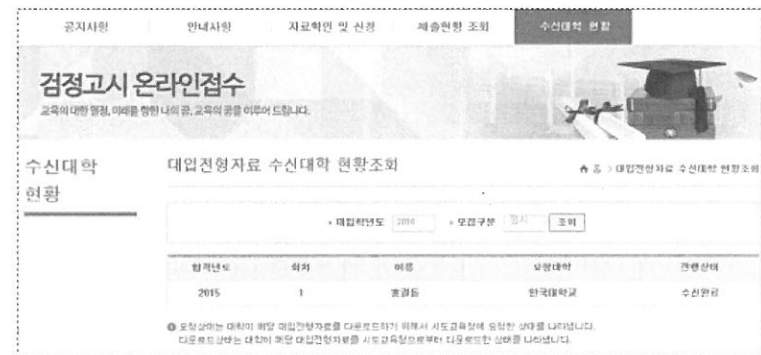 공지사항 안내사항 자료확인 및 신청 제출현황 조회 수신대학 현황
검정고시 온라인접수
교육에 대한 열정, 미래를 향한 나의 꿈, 교육의 꿈을 이루어 드립니다.
수신대학
현황
대입전형자료 수신대학 현황조회
홈 > 대입전형자료 수신대학 현황조회
대입학년도 2016 모집구분 정시 조회
합격년도 회차 이름 요청대학 진행상태
2015 1 홍길동 한국대학교 수신완료
요청상태는 대학이 해당 대입전형자료를 다운로드하기 위해서 시도교육청에 요청한 상태를 나타냅니다.
다운로드상태는 대학이 해당 대입전형자료를 시도교육청으로부터 다운로드한 상태를 나타냅니다.